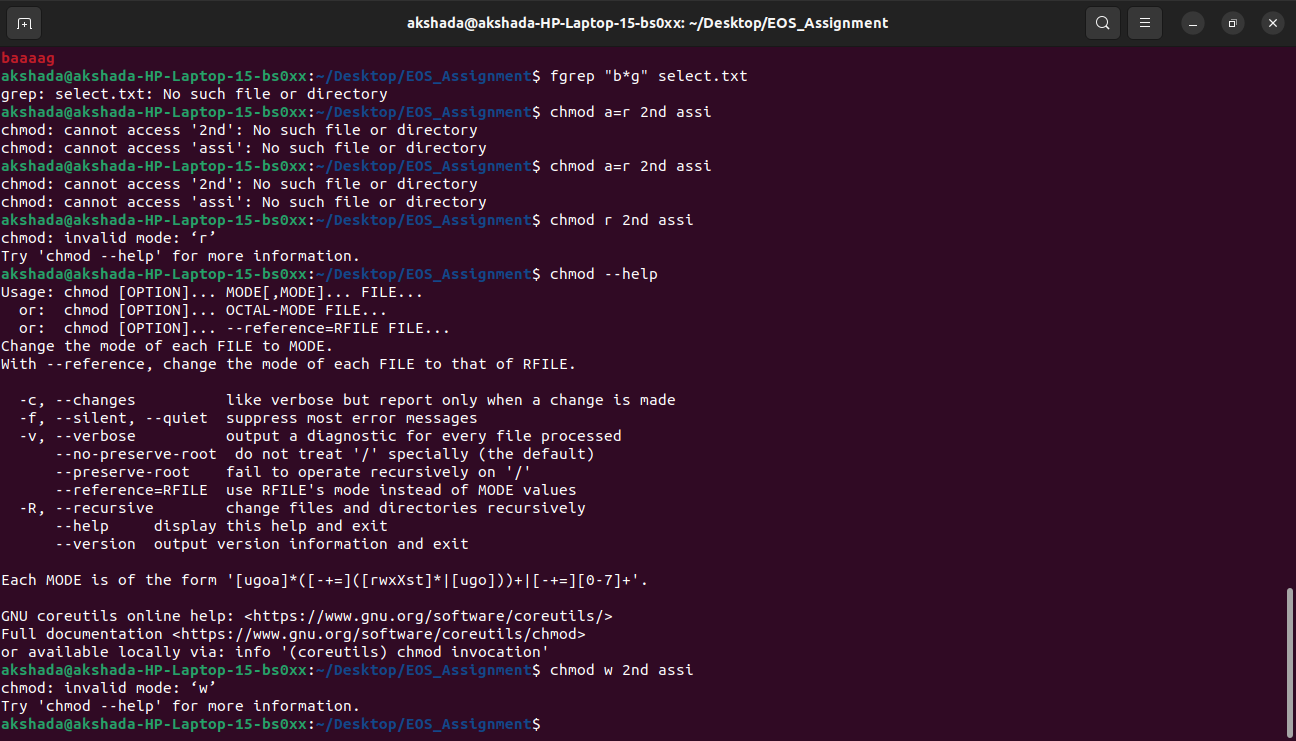 akshada@akshada-HP-Laptop-15-bs0xx: ~/Desktop/EOS_Assignment
baaaag
akshada@akshada-HP-Laptop-15-bs0xx:~/Desktop/EOS_Assignment$ fgrep "b*g" select.txt
grep: select.txt: No such file or directory
akshada@akshada-HP-Laptop-15-bs0xx:~/Desktop/EOS_Assignment$ chmod a=r 2nd assi
chmod: cannot access '2nd': No such file or directory
chmod: cannot access 'assi': No such file or directory
akshada@akshada-HP-Laptop-15-bs0xx:~/Desktop/EOS_Assignment$ chmod a=r 2nd assi
chmod: cannot access '2nd': No such file or directory
chmod: cannot access 'assi': No such file or directory
akshada@akshada-HP-Laptop-15-bs0xx:~/Desktop/EOS_Assignment$ chmod r 2nd assi
chmod: invalid mode: ‘r’
Try 'chmod --help' for more information.
akshada@akshada-HP-Laptop-15-bs0xx:~/Desktop/EOS_Assignment$ chmod --help
Usage: chmod [OPTION]... MODE[,MODE]... FILE...
  or:  chmod [OPTION]... OCTAL-MODE FILE...
  or:  chmod [OPTION]... --reference=RFILE FILE...
Change the mode of each FILE to MODE.
With --reference, change the mode of each FILE to that of RFILE.

  -c, --changes          like verbose but report only when a change is made
  -f, --silent, --quiet  suppress most error messages
  -v, --verbose          output a diagnostic for every file processed
      --no-preserve-root  do not treat '/' specially (the default)
      --preserve-root    fail to operate recursively on '/'
      --reference=RFILE  use RFILE's mode instead of MODE values
  -R, --recursive        change files and directories recursively
      --help     display this help and exit
      --version  output version information and exit

Each MODE is of the form '[ugoa]*([-+=]([rwxXst]*|[ugo]))+|[-+=][0-7]+'.

GNU coreutils online help: <https://www.gnu.org/software/coreutils/>
Full documentation <https://www.gnu.org/software/coreutils/chmod>
or available locally via: info '(coreutils) chmod invocation'
akshada@akshada-HP-Laptop-15-bs0xx:~/Desktop/EOS_Assignment$ chmod w 2nd assi
chmod: invalid mode: ‘w’
Try 'chmod --help' for more information.
akshada@akshada-HP-Laptop-15-bs0xx:~/Desktop/EOS_Assignment$